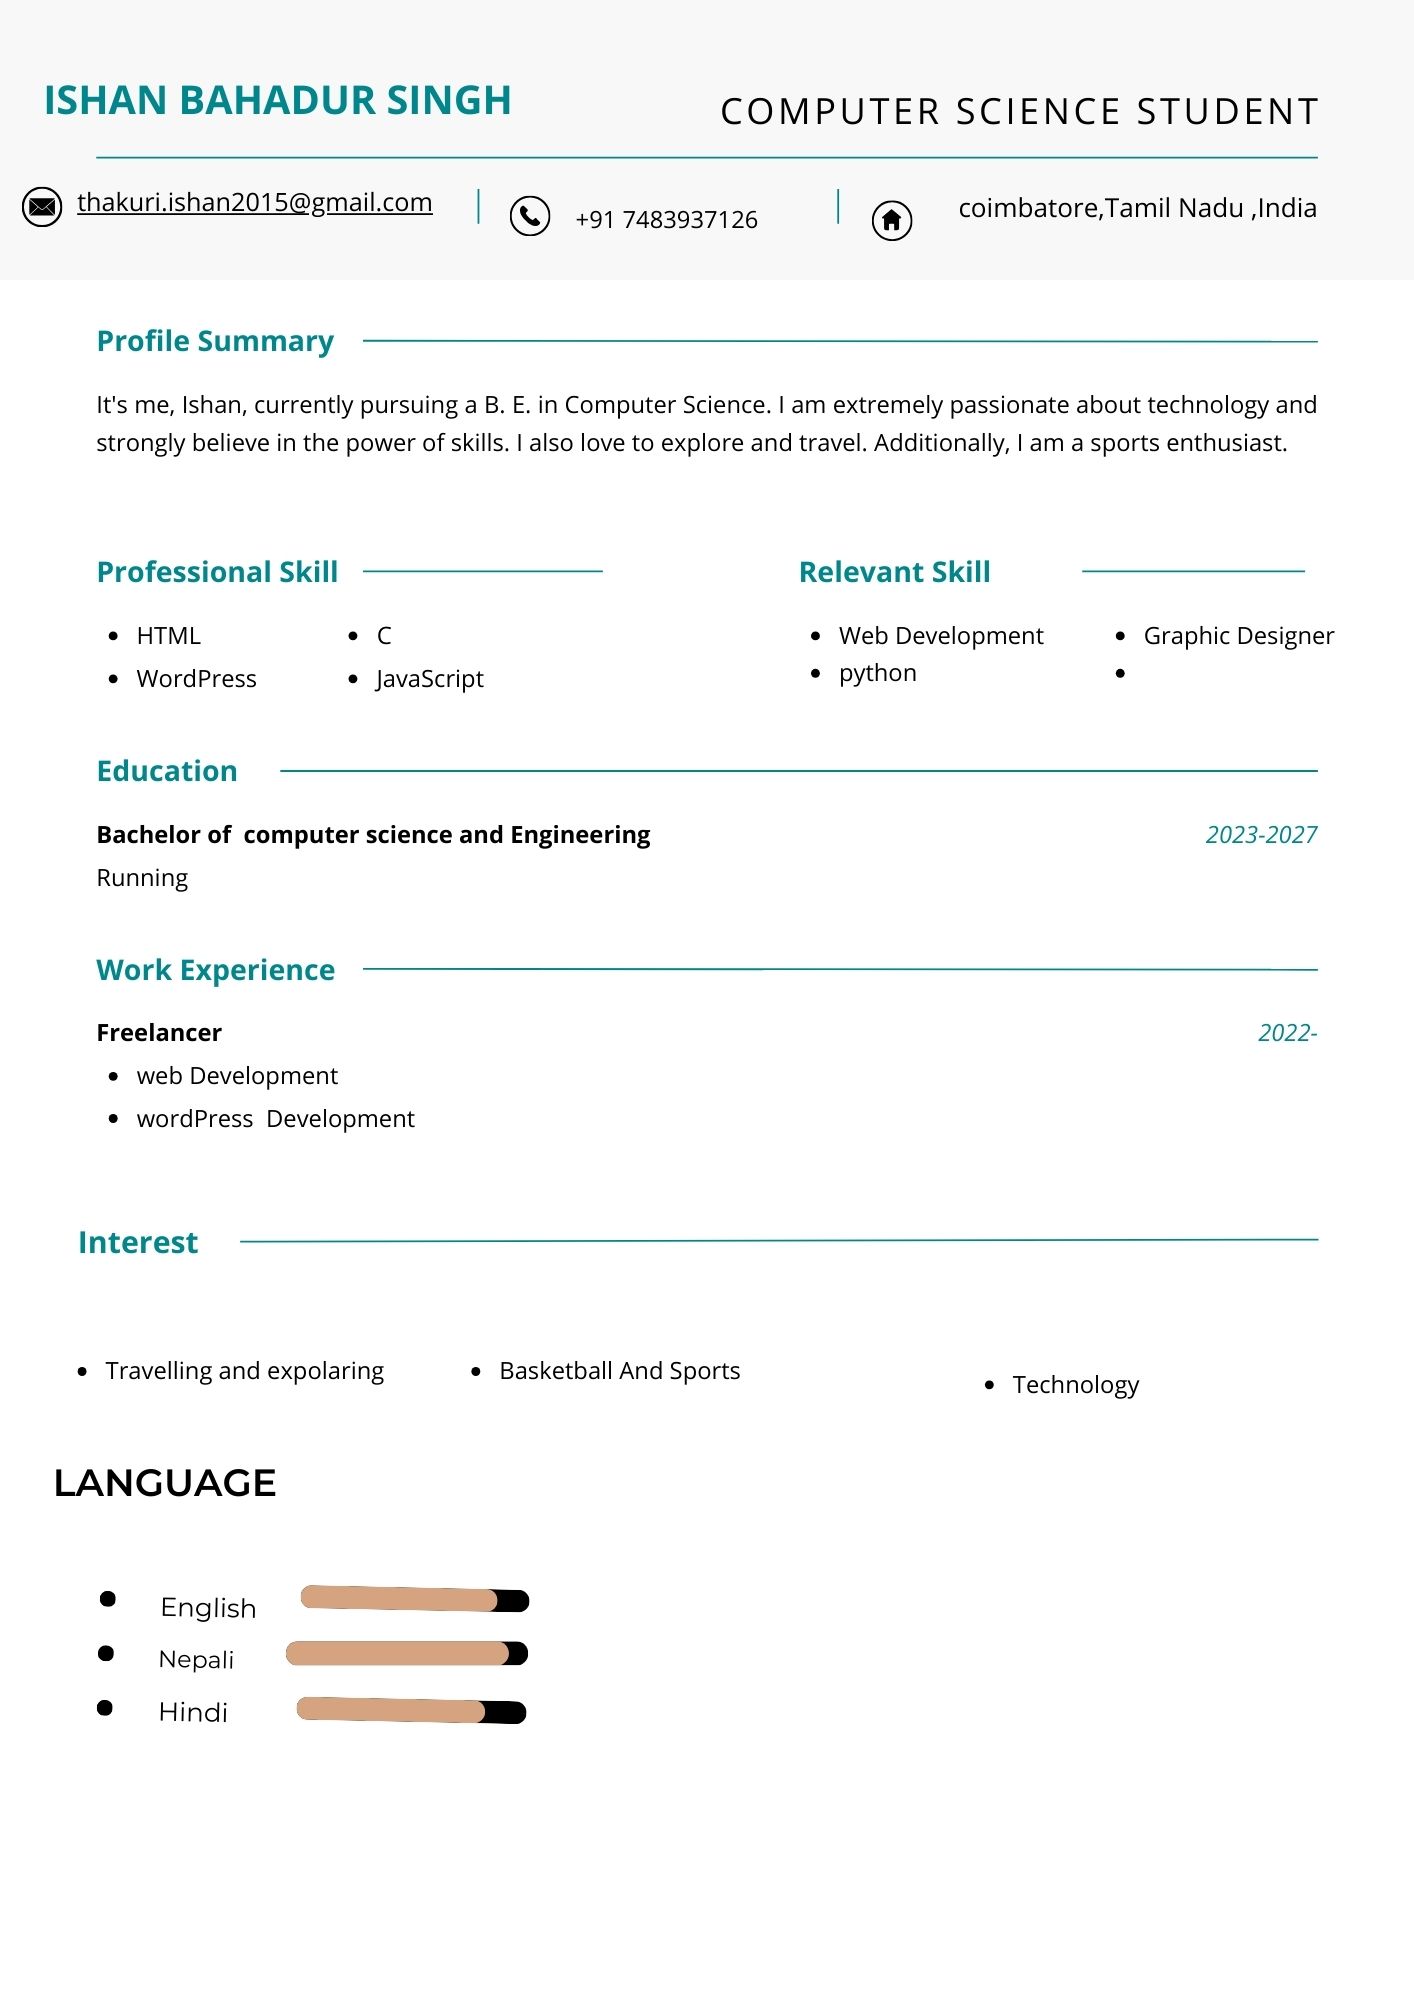 ISHAN BAHADUR SINGH
COMPUTER SCIENCE STUDENT
thakuri.ishan2015@gmail.com
+91 7483937126
coimbatore,Tamil Nadu ,India
Profile Summary
It's me, Ishan, currently pursuing a B. E. in Computer Science. I am extremely passionate about technology and
strongly believe in the power of skills. I also love to explore and travel. Additionally, I am a sports enthusiast.
Professional Skill
• HTML
• WordPress
• C
• JavaScript
Relevant Skill
• Web Development
• python
• Graphic Designer
•
Education
Bachelor of  computer science and Engineering
2023-2027
Running
Work Experience
Freelancer
2022-
• web Development
• wordPress  Development
Interest
• Travelling and expolaring
• Basketball And Sports
• Technology
LANGUAGE
• English
• Nepali
• Hindi